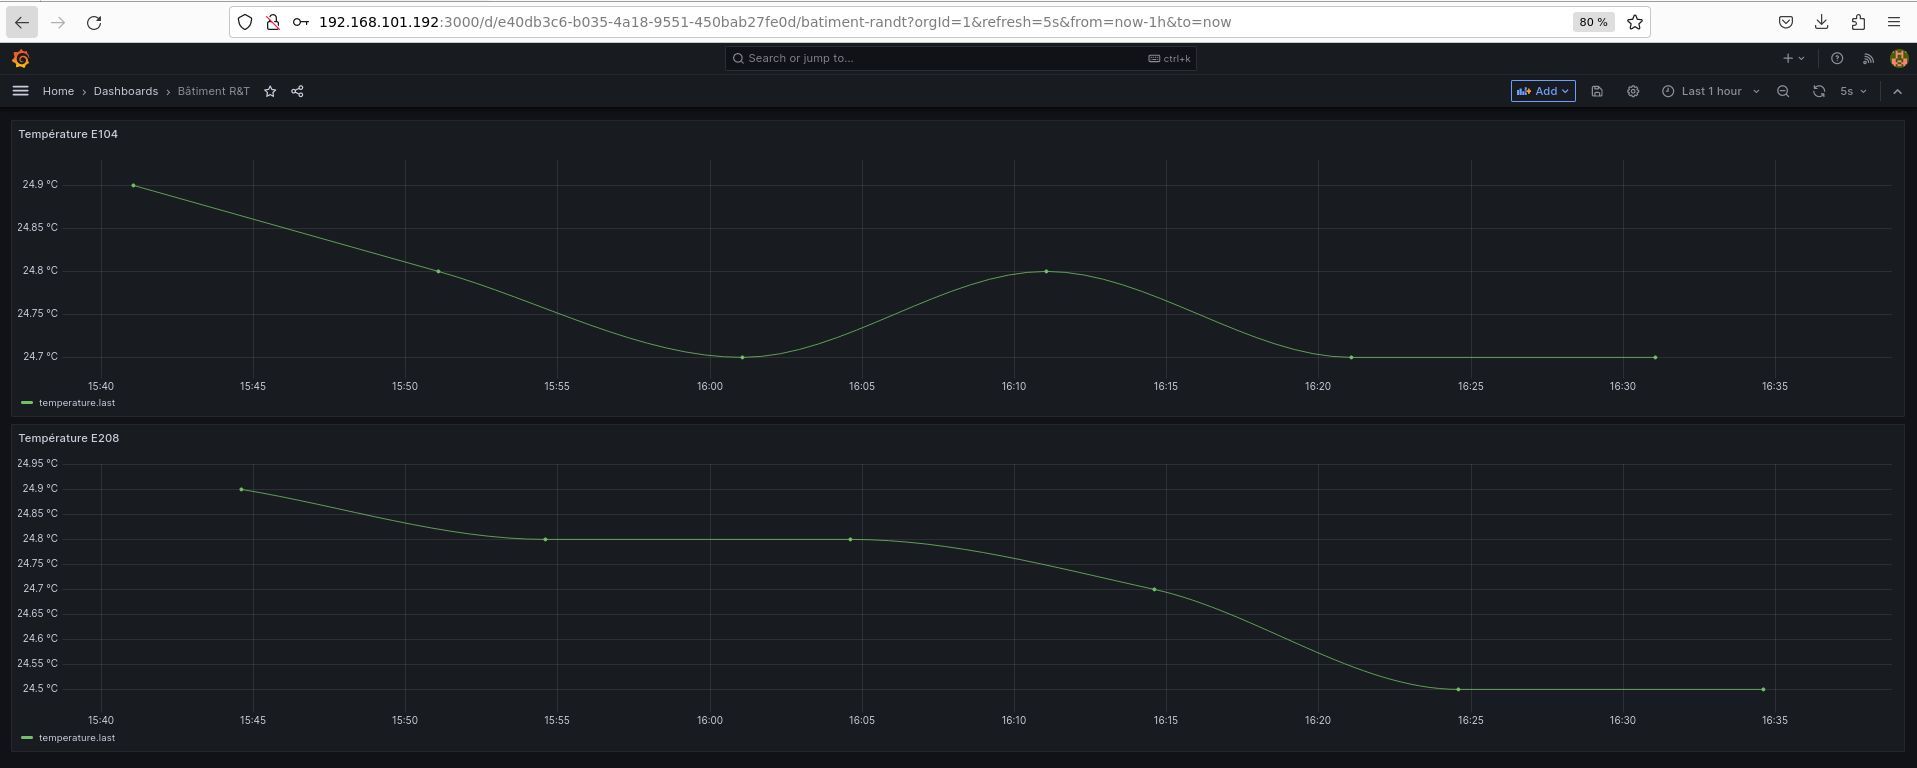 192.168.101.192:3000/d/e40db3c6-b035-4a18-9551-450bab27fe0d/batiment-randt?orgId=1&refresh=5s&from=now-1h&to=now 80 %
Search or jump to... ctrl+k
Home › Dashboards › Bâtiment R&T Add Last 1 hour 5s
Température E104
24.9 °C
24.85 °C
24.8 °C
24.75 °C
24.7 °C
15:40 15:45 15:50 15:55 16:00 16:05 16:10 16:15 16:20 16:25 16:30 16:35
temperature.last
Température E208
24.95 °C
24.9 °C
24.85 °C
24.8 °C
24.75 °C
24.7 °C
24.65 °C
24.6 °C
24.55 °C
24.5 °C
15:40 15:45 15:50 15:55 16:00 16:05 16:10 16:15 16:20 16:25 16:30 16:35
temperature.last